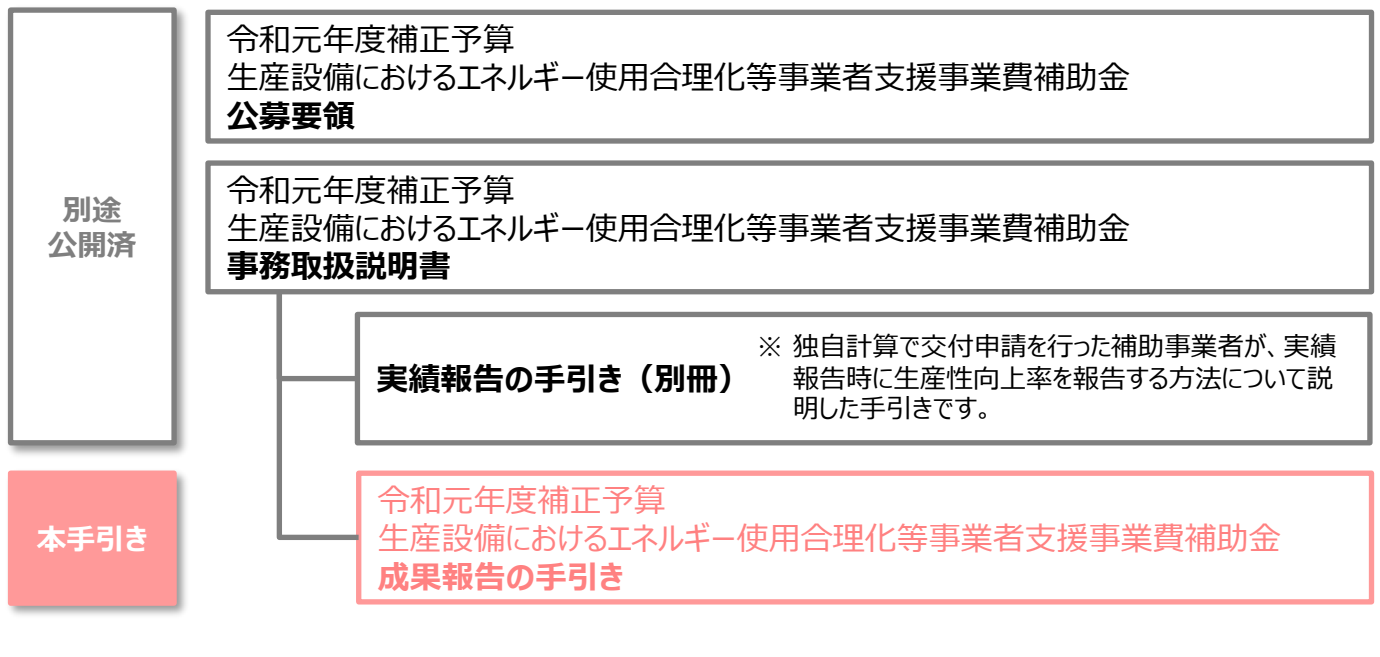 別途
公開済
令和元年度補正予算
生産設備におけるエネルギー使用合理化等事業者支援事業費補助金
公募要領
令和元年度補正予算
生産設備におけるエネルギー使用合理化等事業者支援事業費補助金
事務取扱説明書
実績報告の手引き（別冊）
※ 独自計算で交付申請を行った補助事業者が、実績
報告時に生産性向上率を報告する方法について説
明した手引きです。
本手引き
令和元年度補正予算
生産設備におけるエネルギー使用合理化等事業者支援事業費補助金
成果報告の手引き